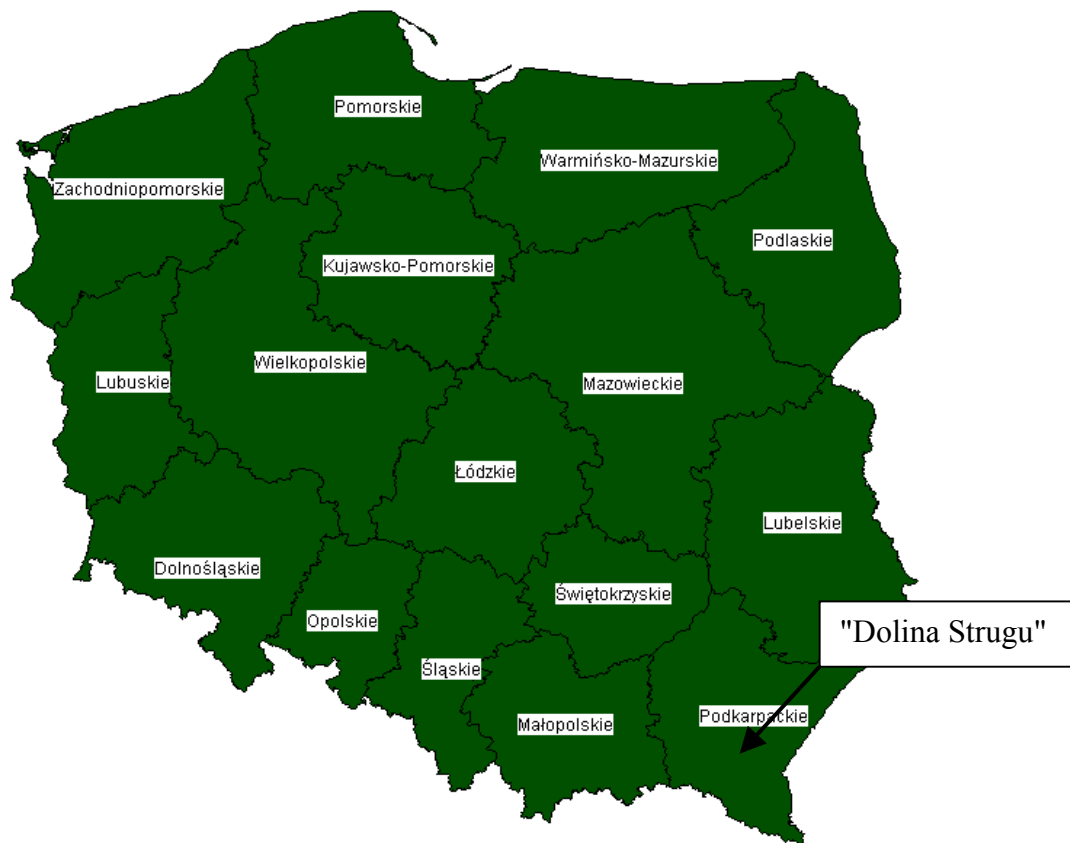 Pomorskie
Warmińsko-Mazurskie
Zachodniopomorskie
Podlaskie
Kujawsko-Pomorskie
Wielkopolskie
Lubuskie
Mazowieckie
Łódzkie
Lubelskie
Dolnośląskie
Świętokrzyskie
Opolskie
"Dolina Strugu"
Śląskie
Podkarpackie
Małopolskie